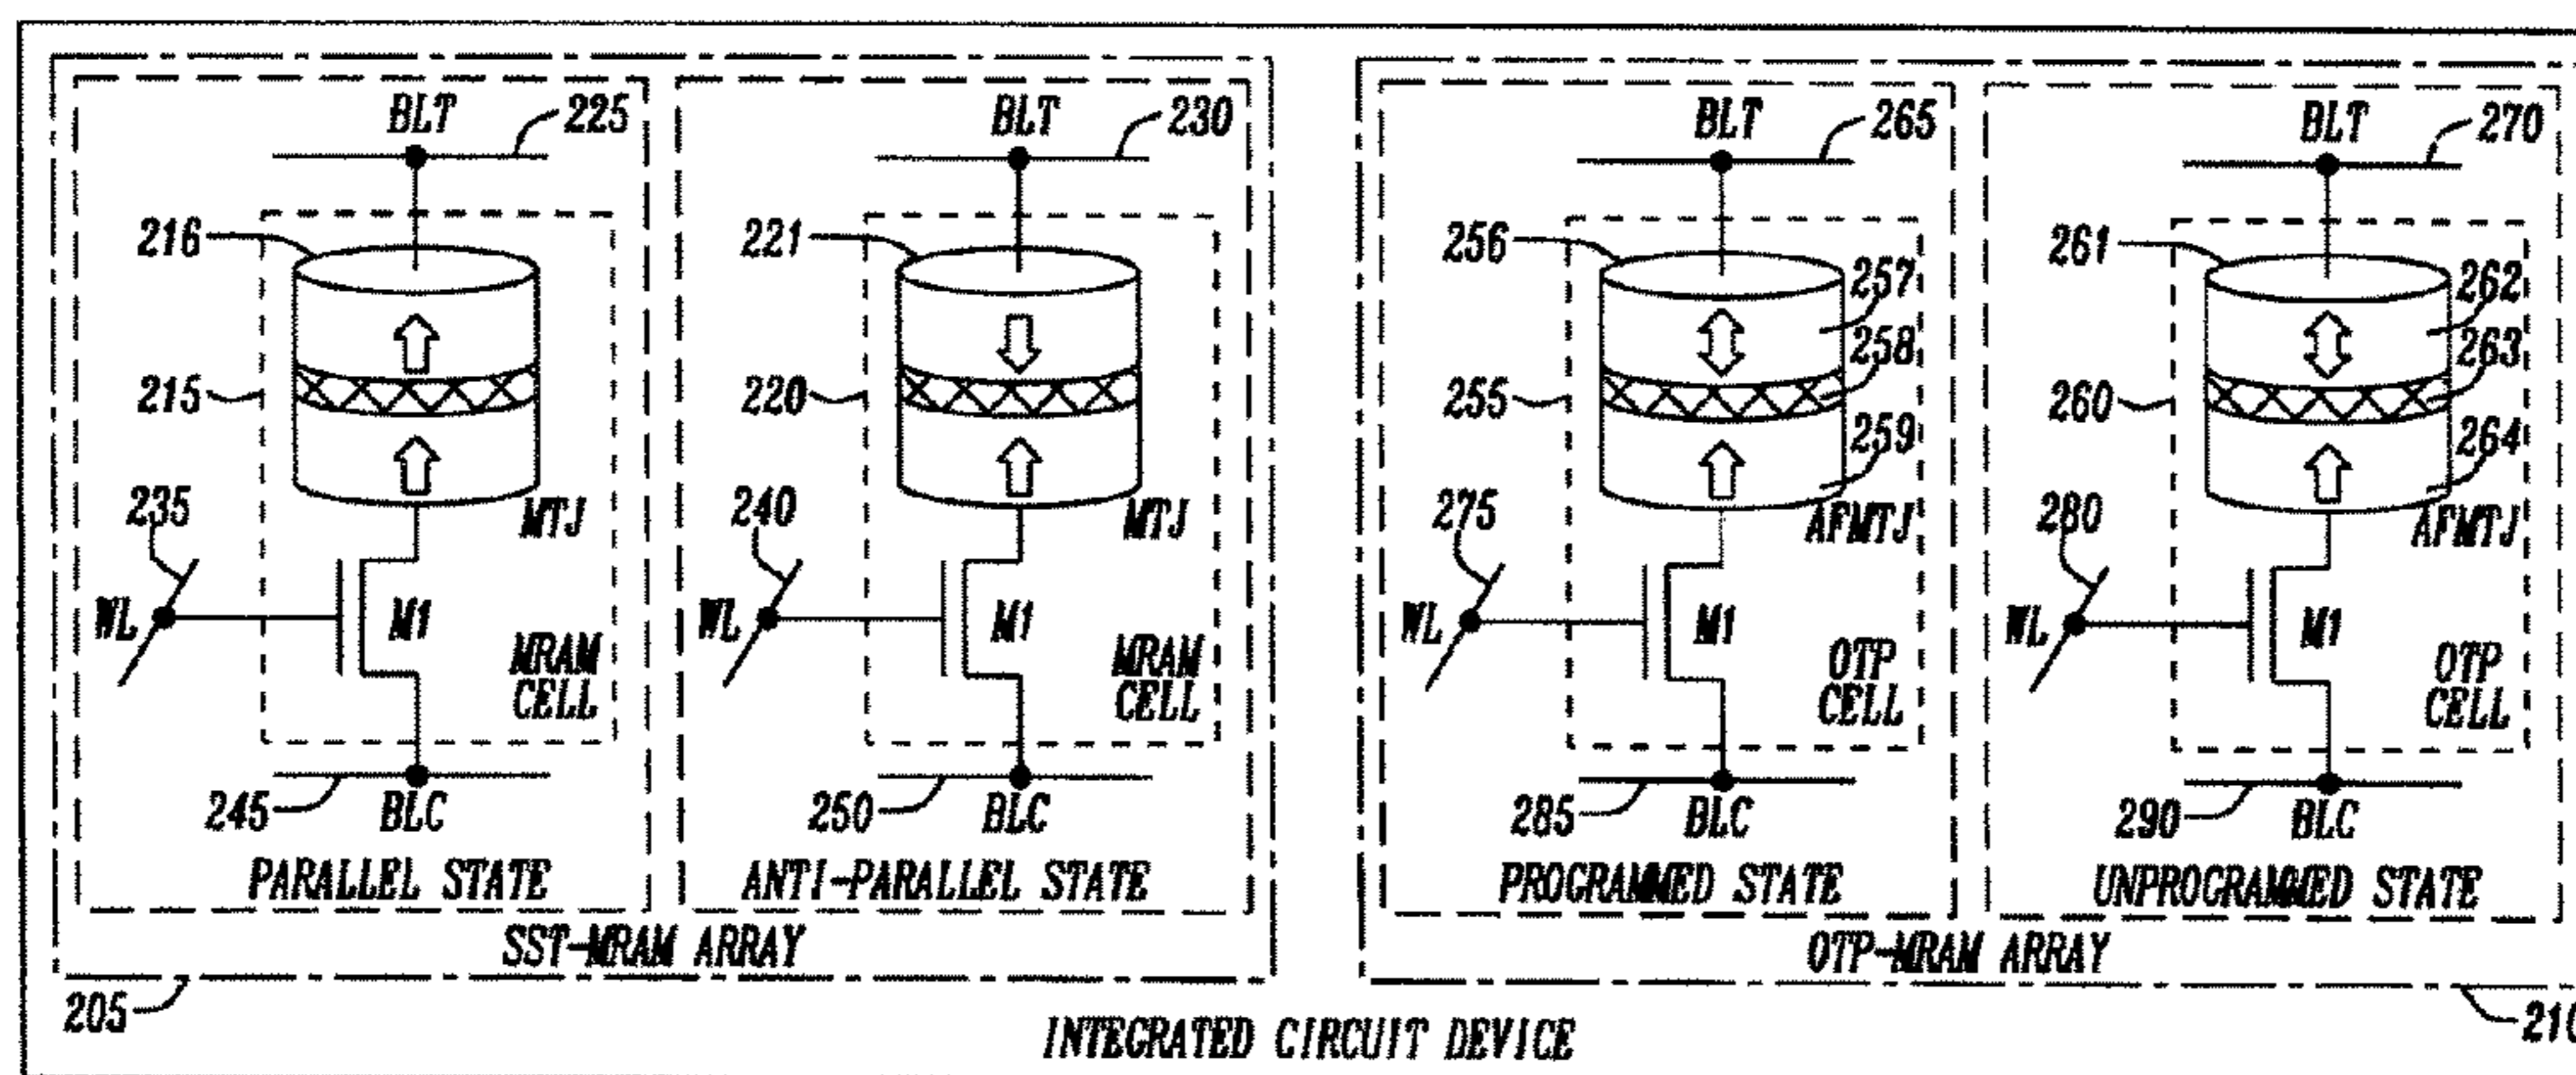 BLT 225 BLT 230 BLT 265 BLT 270
216 221 256 261
257 262
258 263
215 220 255 260
259 264
235 MTJ 240 MTJ 275 AFMTJ 280 AFMTJ
WL M1 WL M1 WL M1 WL M1
MRAM MRAM OTP OTP
CELL CELL CELL CELL
245 BLC 250 BLC 285 BLC 290 BLC
PARALLEL STATE ANTI-PARALLEL STATE PROGRAMMED STATE UNPROGRAMMED STATE
SST-MRAM ARRAY OTP-MRAM ARRAY
205 210
INTEGRATED CIRCUIT DEVICE